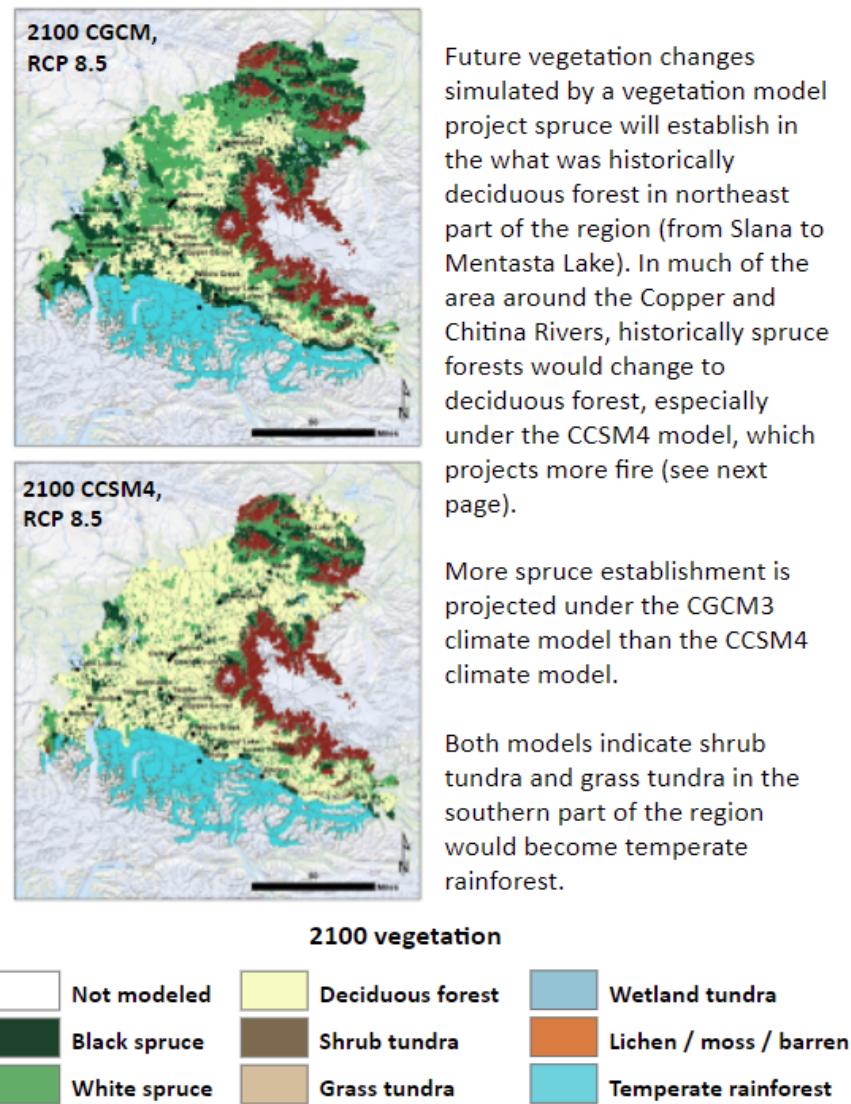 2100 CGCM,
RCP 8.5
Future vegetation changes
simulated by a vegetation model
project spruce will establish in
the what was historically
deciduous forest in northeast
part of the region (from Slana to
Mentasta Lake). In much of the
area around the Copper and
Chitina Rivers, historically spruce
forests would change to
deciduous forest, especially
under the CCSM4 model, which
projects more fire (see next
page).
More spruce establishment is
projected under the CGCM3
climate model than the CCSM4
climate model.
Both models indicate shrub
tundra and grass tundra in the
southern part of the region
would become temperate
rainforest.
N
50
Miles
2100 CCSM4,
RCP 8.5
N
50
Miles
2100 vegetation
Not modeled
Deciduous forest
Wetland tundra
Black spruce
Shrub tundra
Lichen / moss / barren
White spruce
Grass tundra
Temperate rainforest